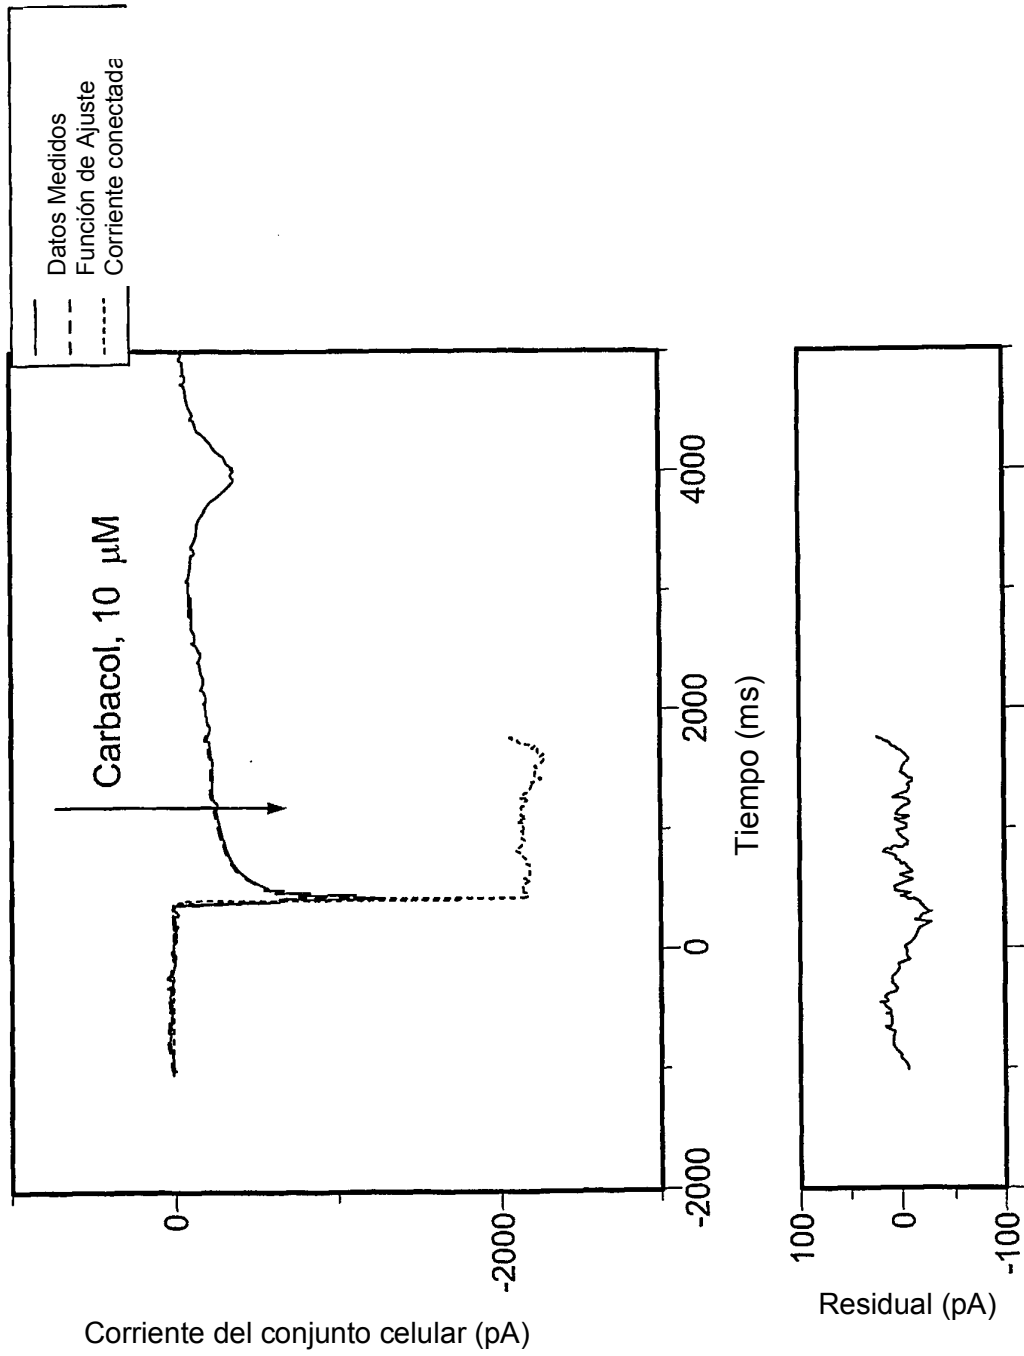 Datos Medidos
Función de Ajuste
Corriente conectada
Carbacol, 10 μM
0
-2000
Corriente del conjunto celular (pA)
-2000
0
2000
4000
Tiempo (ms)
100
0
-100
Residual (pA)